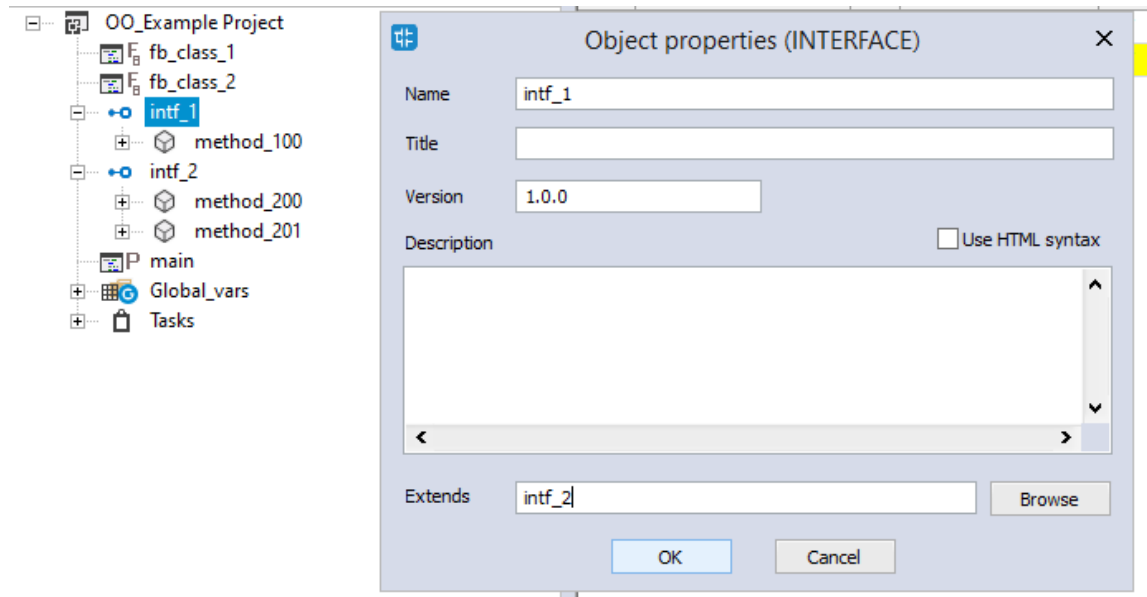 OO_Example Project
fb_class_1
fb_class_2
intf_1
method_100
intf_2
method_200
method_201
main
Global_vars
Tasks
Object properties (INTERFACE)
Name intf_1
Title
Version 1.0.0
Description Use HTML syntax
Extends intf_2 Browse
OK Cancel